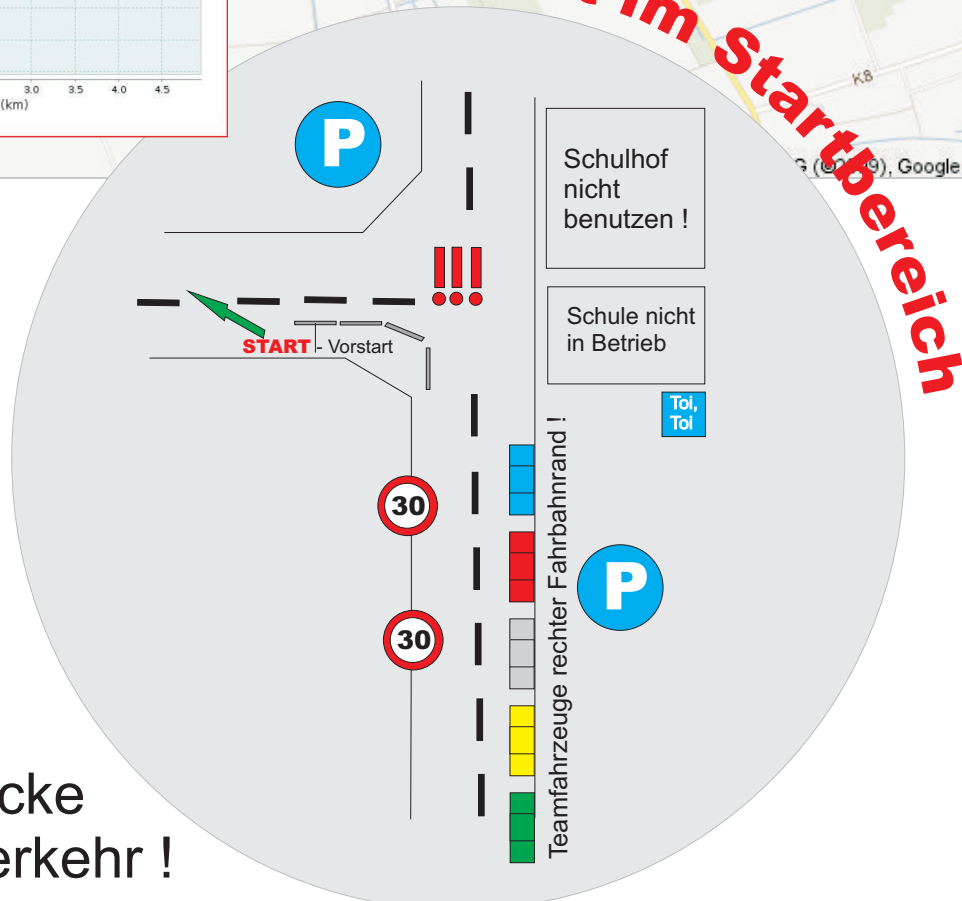 3.0 3.5 4.0 4.5
(km)
im Startbereich
K8
), Google
P
Schulhof
nicht
benutzen !
!!!
Schule nicht
in Betrieb
START - Vorstart
Toi,
Toi
30
P
30
Teamfahrzeuge rechter Fahrbahnrand !
cke
erkehr !